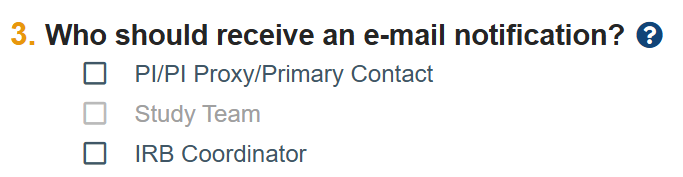 3. Who should receive an e-mail notification? ?
PI/PI Proxy/Primary Contact
Study Team
IRB Coordinator